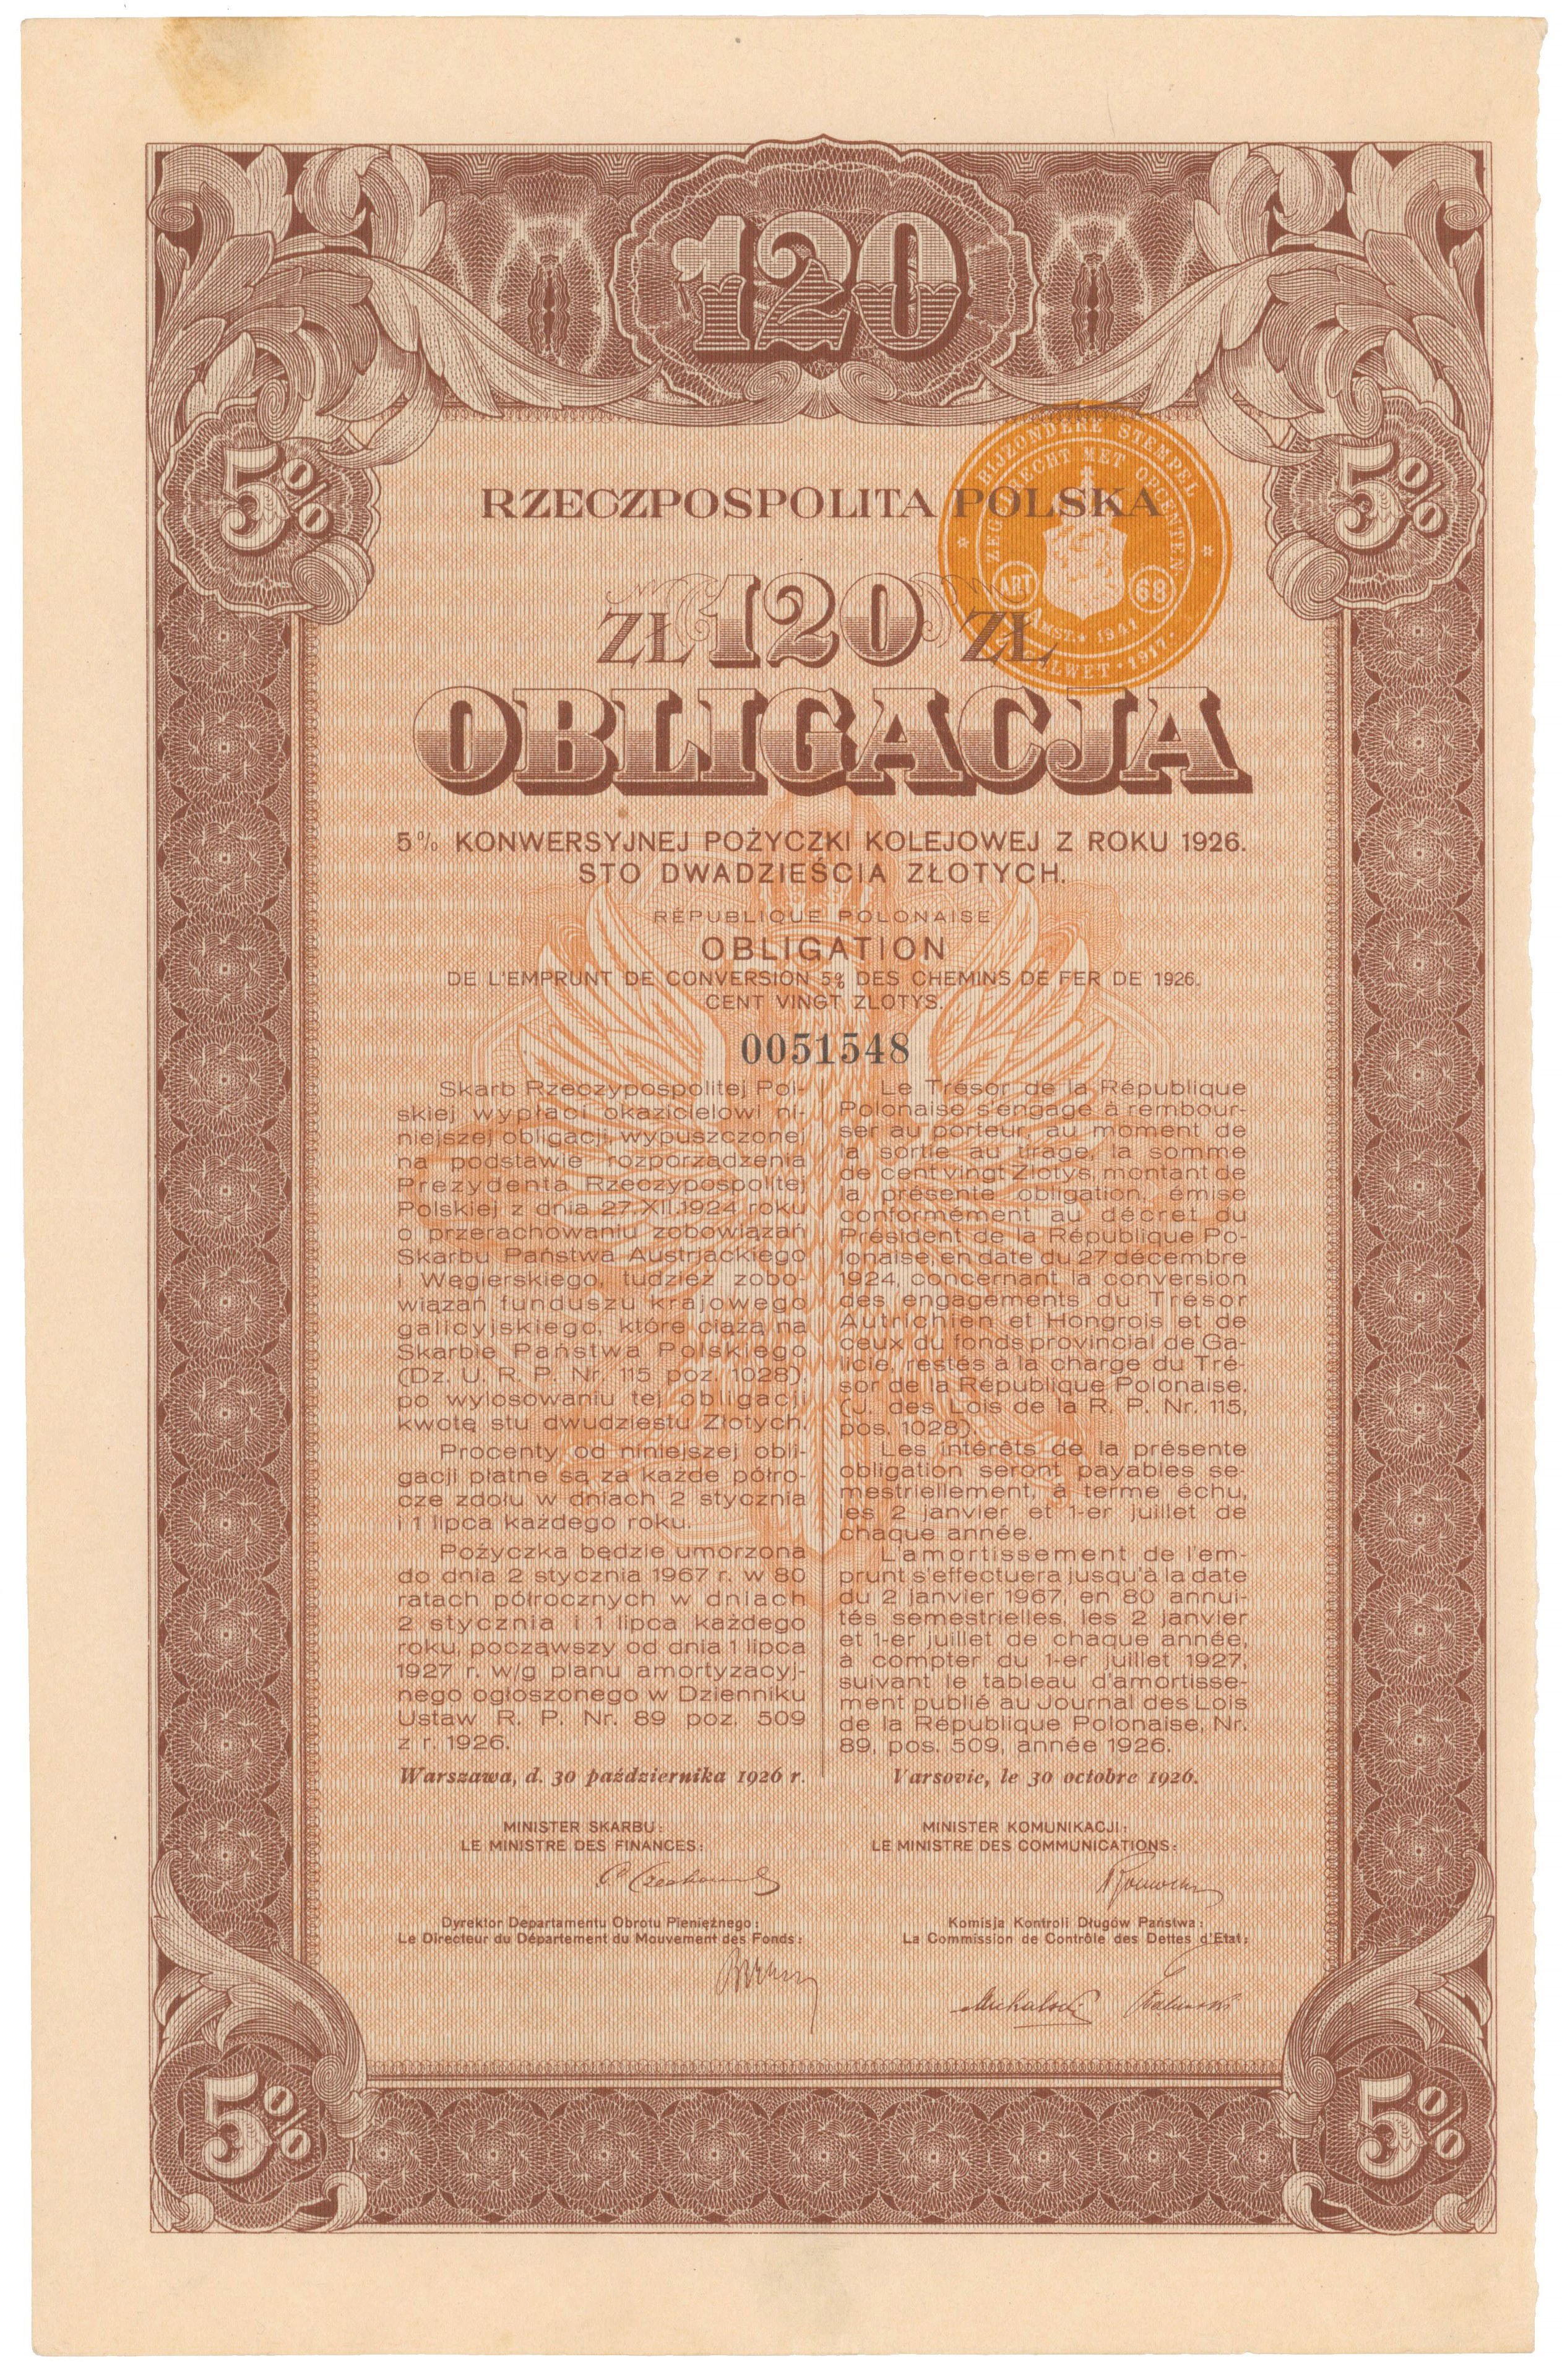 120
5%
5%
BIJZONDERE STEMPEL
ZEGELRECHT MET OPCENTEN
ART 68
AMST. 1941
1917
RZECZPOSPOLITA POLSKA
ZŁ 120 ZŁ
OBLIGACJA
5% KONWERSYJNEJ POŻYCZKI KOLEJOWEJ Z ROKU 1926.
STO DWADZIEŚCIA ZŁOTYCH.
RÉPUBLIQUE POLONAISE
OBLIGATION
DE L'EMPRUNT DE CONVERSION 5% DES CHEMINS DE FER DE 1926.
CENT VINGT ZLOTYS.
0051548
Skarb Rzeczypospolitej Pol-
skiej wypłaci okazicielowi ni-
niejszej obligacji, wypuszczonej
na podstawie rozporządzenia
Prezydenta Rzeczypospolitej
Polskiej z dnia 27.XII.1924 roku
o przerachowaniu zobowiązań
Skarbu Państwa Austrjackiego
i Węgierskiego, tudzież zobo-
wiązań funduszu krajowego
galicyjskiego, które ciążą na
Skarbie Państwa Polskiego
(Dz. U. R. P. Nr. 115 poz. 1028),
po wylosowaniu tej obligacji
kwotę stu dwudziestu Złotych.
Procenty od niniejszej obli-
gacji płatne są za każde półro-
cze zdołu w dniach 2 stycznia
i 1 lipca każdego roku.
Pożyczka będzie umorzona
do dnia 2 stycznia 1967 r. w 80
ratach półrocznych w dniach
2 stycznia i 1 lipca każdego
roku, począwszy od dnia 1 lipca
1927 r. w/g planu amortyzacyj-
nego ogłoszonego w Dzienniku
Ustaw R. P. Nr. 89 poz. 509
z r. 1926.
Warszawa, d. 30 października 1926 r.
Le Trésor de la République
Polonaise s'engage à rembour-
ser au porteur, au moment de
la sortie au tirage, la somme
de cent vingt Zlotys, montant de
la présente obligation, émise
conformément au décret du
Président de la République Po-
lonaise, en date du 27 décembre
1924, concernant la conversion
des engagements du Trésor
Autrichien et Hongrois et de
ceux du fonds provincial de Ga-
licie, restés à la charge du Tré-
sor de la République Polonaise.
(J. des Lois de la R. P. Nr. 115,
pos. 1028).
Les intérêts de la présente
obligation seront payables se-
mestriellement, à terme échu,
les 2 janvier et 1-er juillet de
chaque année.
L'amortissement de l'em-
prunt s'effectuera jusqu'à la date
du 2 janvier 1967, en 80 annui-
tés semestrielles, les 2 janvier
et 1-er juillet de chaque année,
à compter du 1-er juillet 1927,
suivant le tableau d'amortisse-
ment publié au Journal des Lois
de la République Polonaise, Nr.
89, pos. 509, année 1926.
Varsovie, le 30 octobre 1926.
MINISTER SKARBU:
LE MINISTRE DES FINANCES:
MINISTER KOMUNIKACJI:
LE MINISTRE DES COMMUNICATIONS:
Dyrektor Departamentu Obrotu Pieniężnego:
Le Directeur du Département du Mouvement des Fonds:
Komisja Kontroli Długów Państwa:
La Commission de Contrôle des Dettes d'Etat:
5%
5%